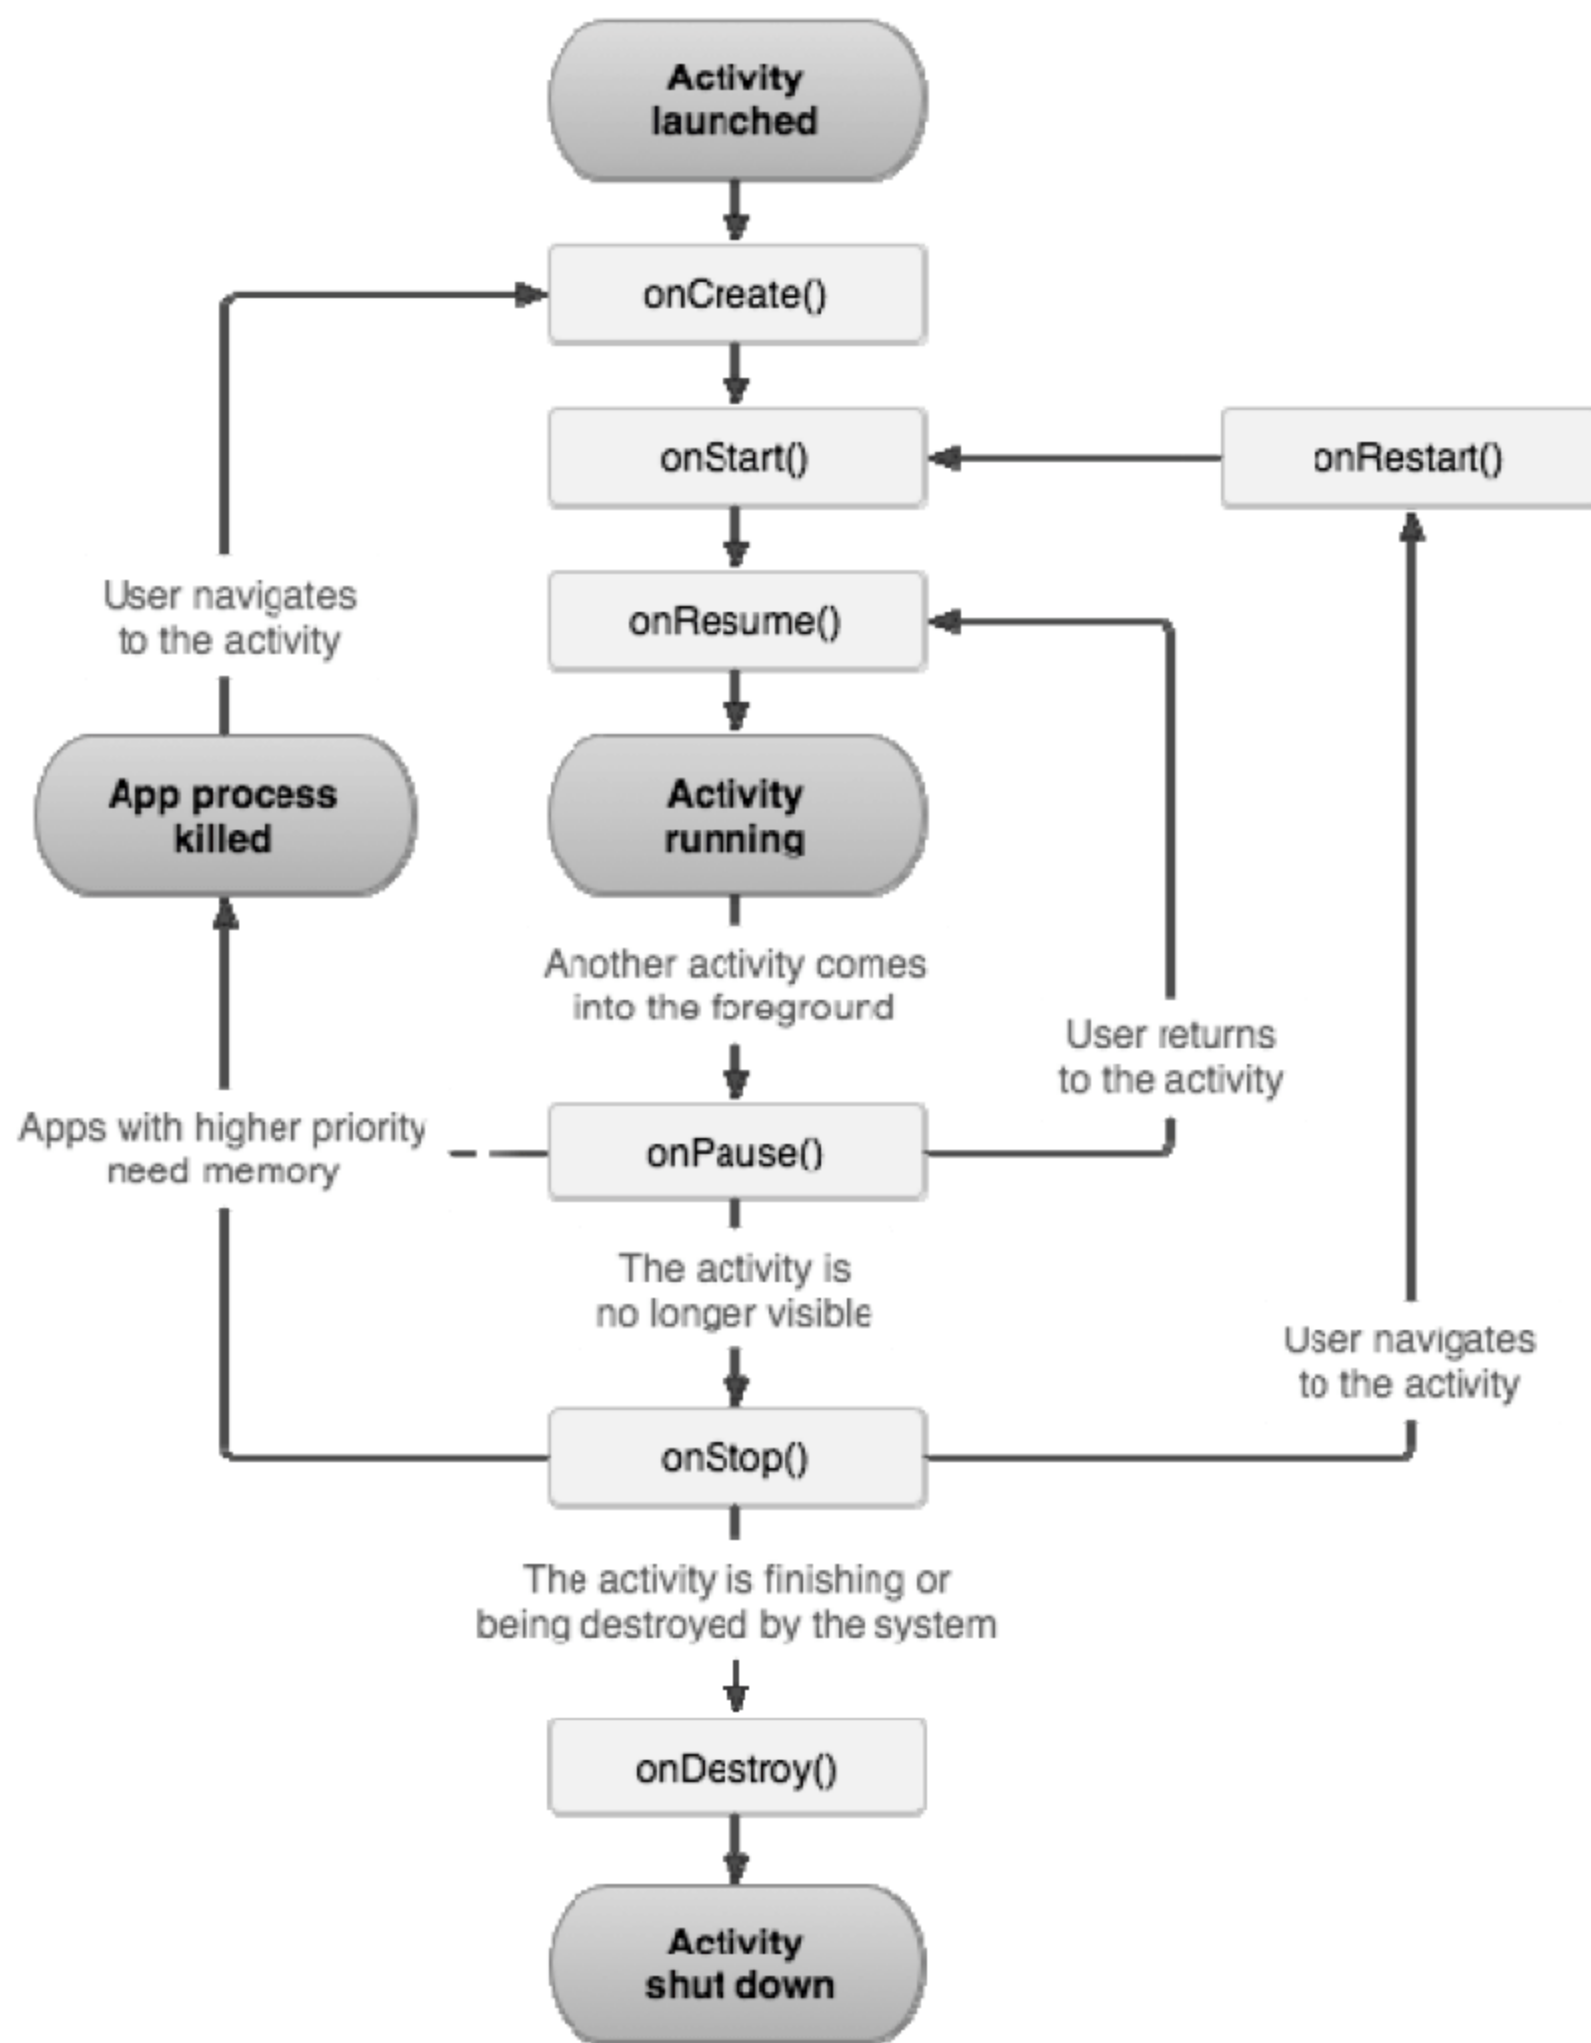 Activity
launched
onCreate()
onStart()
onRestart()
User navigates
to the activity
onResume()
App process
killed
Activity
running
Another activity comes
into the foreground
User returns
to the activity
Apps with higher priority
need memory
onPause()
The activity is
no longer visible
User navigates
to the activity
onStop()
The activity is finishing or
being destroyed by the system
onDestroy()
Activity
shut down